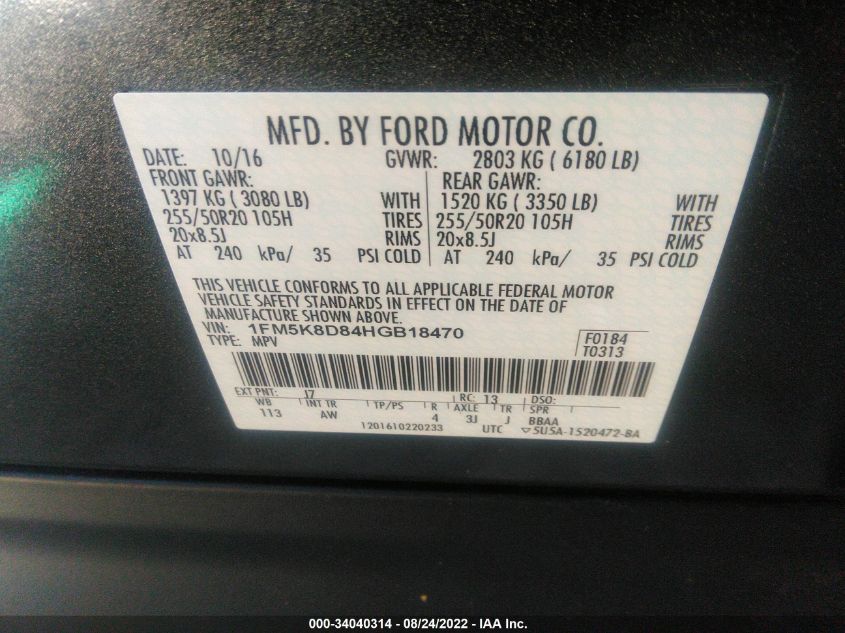 MFD. BY FORD MOTOR CO.
DATE: 10/16 GVWR: 2803 KG ( 6180 LB)
FRONT GAWR: REAR GAWR:
1397 KG ( 3080 LB) WITH 1520 KG ( 3350 LB) WITH
255/50R20 105H TIRES 255/50R20 105H TIRES
20x8.5J RIMS 20x8.5J RIMS
AT 240 kPa/ 35 PSI COLD AT 240 kPa/ 35 PSI COLD
THIS VEHICLE CONFORMS TO ALL APPLICABLE FEDERAL MOTOR
VEHICLE SAFETY STANDARDS IN EFFECT ON THE DATE OF
MANUFACTURE SHOWN ABOVE.
VIN: 1FM5K8D84HGB18470 F0184
TYPE: MPV T0313
EXT PNT: J7 RC: 13 DSO:
WB INT TR TP/PS R AXLE TR SPR
113 AW 4 3J J BBAA
1201610220233 UTC ▽5U5A-1520472-BA
000-34040314 - 08/24/2022 - IAA Inc.